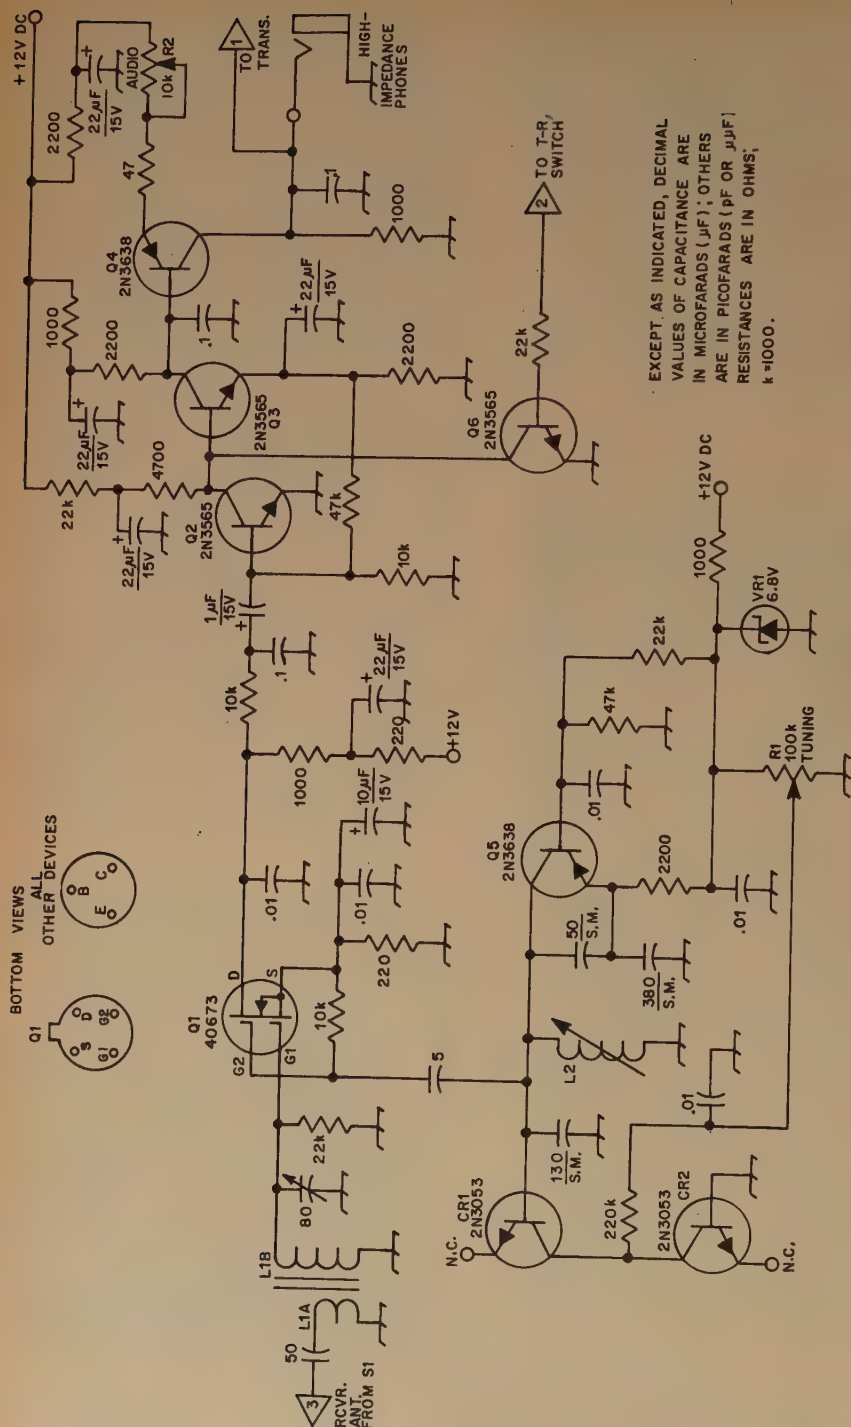 BOTTOM VIEWS
Q1
S
D
G1
G2
ALL
OTHER DEVICES
B
E
C
+12V DC
2200
22µF
15V
AUDIO
R2
10k
47
Q4
2N3638
1
TO
TRANS.
HIGH-
IMPEDANCE
PHONES
.1
1000
1000
22µF
15V
2200
.1
22µF
15V
2200
2N3565
Q3
22k
22µF
15V
4700
Q2
2N3565
47k
10k
1µF
15V
+
.1
10k
1000
22µF
15V
220
+12V
10µF
15V
.01
.01
220
Q1
40673
D
S
G2
G1
10k
22k
80
L1B
L1A
50
3
RCVR.
ANT.
FROM S1
5
Q6
2N3565
22k
2
TO T-R,
SWITCH
N.C.
CR1
2N3053
130
S.M.
220k
2N3053
CR2
N.C.
L2
.01
50
S.M.
380
S.M.
Q5
2N3638
.01
47k
22k
2200
.01
R1
100k
TUNING
VR1
6.8V
1000
+12V DC
EXCEPT AS INDICATED, DECIMAL
VALUES OF CAPACITANCE ARE
IN MICROFARADS (µF); OTHERS
ARE IN PICOFARADS (pF OR µµF);
RESISTANCES ARE IN OHMS;
k=1000.